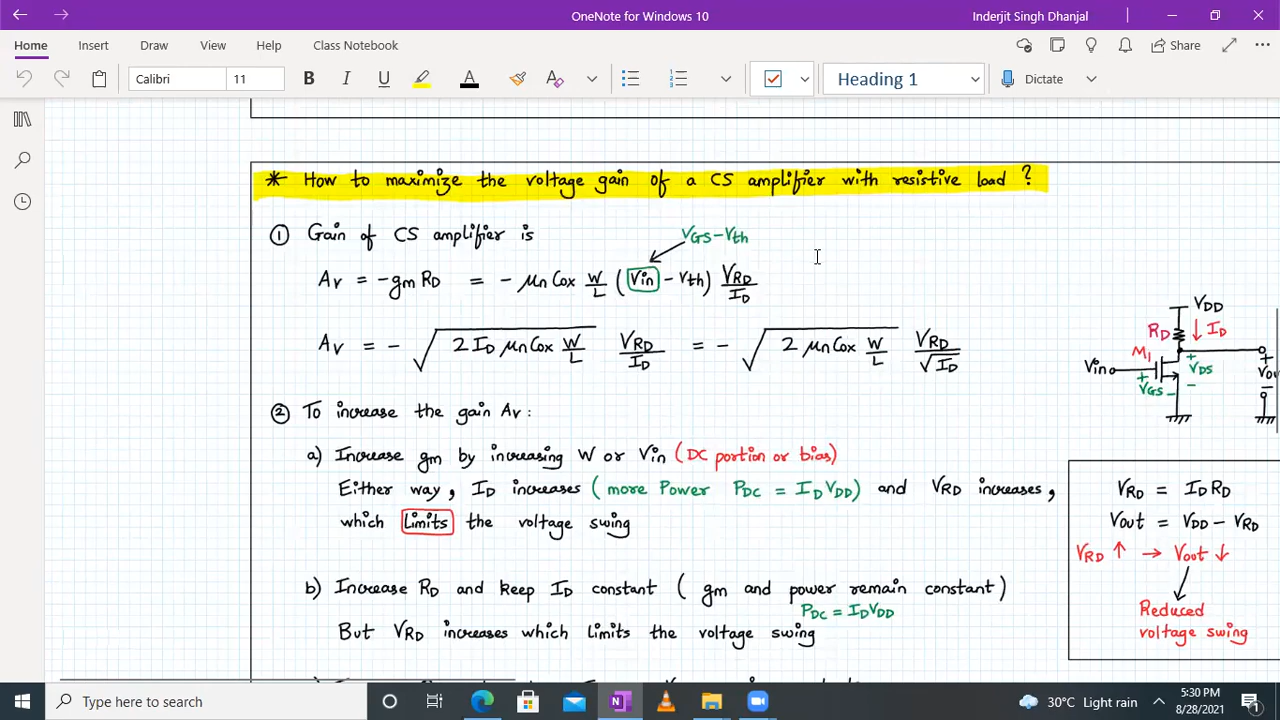 OneNote for Windows 10
Inderjit Singh Dhanjal
Home Insert Draw View Help Class Notebook
Share
Calibri 11 B I U A Heading 1 Dictate
* How to maximize the voltage gain of a CS amplifier with resistive load ?
① Gain of CS amplifier is
VGS-Vth
Av = -gm RD = - μn Cox W/L (Vin - Vth) VRD/ID
Av = - √(2 ID μn Cox W/L) VRD/ID = - √(2 μn Cox W/L) VRD/√ID
② To increase the gain Av :
a) Increase gm by increasing W or Vin (DC portion or bias)
Either way, ID increases (more Power PDC = ID VDD) and VRD increases,
which limits the voltage swing
b) Increase RD and keep ID constant ( gm and power remain constant )
PDC = ID VDD
But VRD increases which limits the voltage swing
VDD
RD ↓ ID
M1
Vin
+ VGS -
+ VDS -
+
-
VRD = ID RD
Vout = VDD - VRD
VRD ↑ → Vout ↓
Reduced
voltage swing
Type here to search
30°C Light rain
5:30 PM
8/28/2021